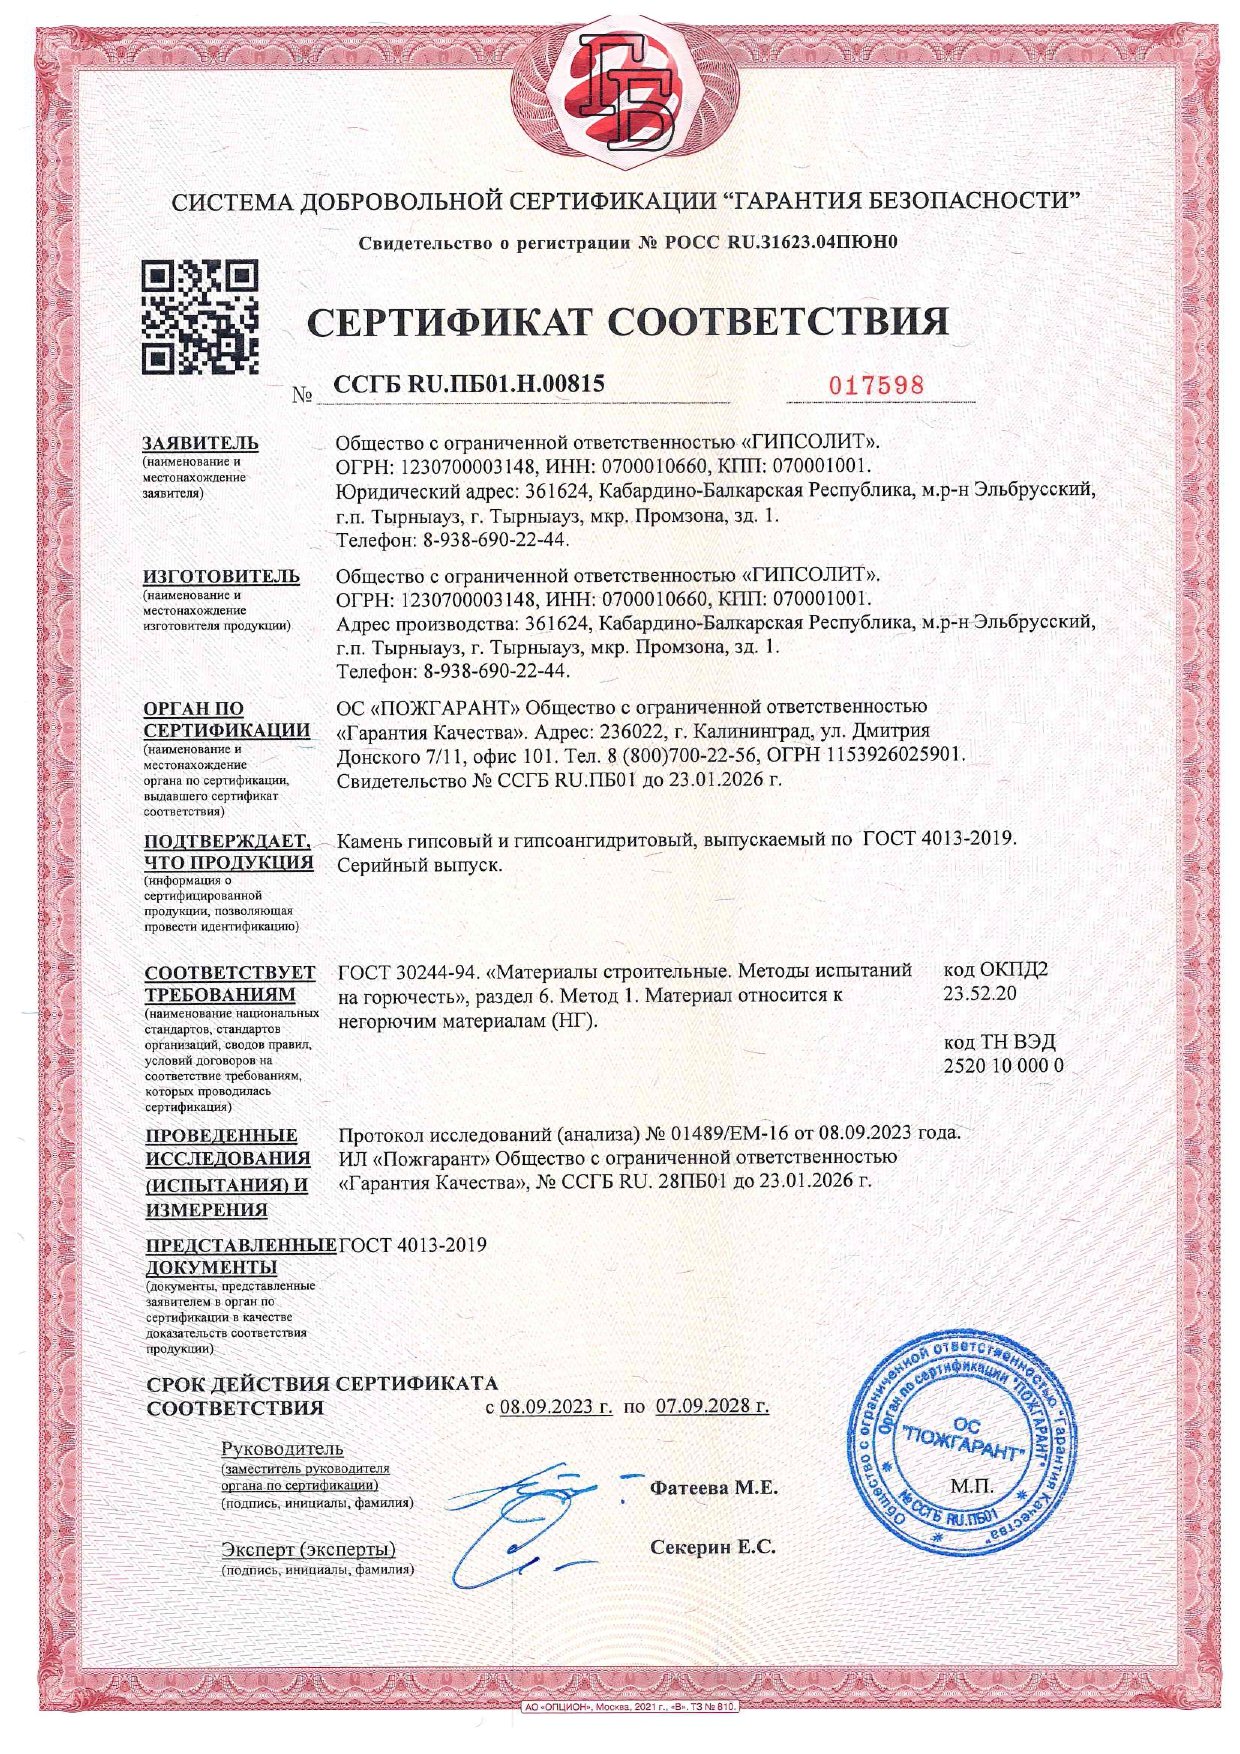 ГБ
СИСТЕМА ДОБРОВОЛЬНОЙ СЕРТИФИКАЦИИ “ГАРАНТИЯ БЕЗОПАСНОСТИ”
Свидетельство о регистрации № РОСС RU.31623.04ПЮН0
СЕРТИФИКАТ СООТВЕТСТВИЯ
№ ССГБ RU.ПБ01.Н.00815 017598
ЗАЯВИТЕЛЬ
(наименование и
местонахождение
заявителя)
Общество с ограниченной ответственностью «ГИПСОЛИТ».
ОГРН: 1230700003148, ИНН: 0700010660, КПП: 070001001.
Юридический адрес: 361624, Кабардино-Балкарская Республика, м.р-н Эльбрусский,
г.п. Тырныауз, г. Тырныауз, мкр. Промзона, зд. 1.
Телефон: 8-938-690-22-44.
ИЗГОТОВИТЕЛЬ
(наименование и
местонахождение
изготовителя продукции)
Общество с ограниченной ответственностью «ГИПСОЛИТ».
ОГРН: 1230700003148, ИНН: 0700010660, КПП: 070001001.
Адрес производства: 361624, Кабардино-Балкарская Республика, м.р-н Эльбрусский,
г.п. Тырныауз, г. Тырныауз, мкр. Промзона, зд. 1.
Телефон: 8-938-690-22-44.
ОРГАН ПО
СЕРТИФИКАЦИИ
(наименование и
местонахождение
органа по сертификации,
выдавшего сертификат
соответствия)
ОС «ПОЖГАРАНТ» Общество с ограниченной ответственностью
«Гарантия Качества». Адрес: 236022, г. Калининград, ул. Дмитрия
Донского 7/11, офис 101. Тел. 8 (800)700-22-56, ОГРН 1153926025901.
Свидетельство № ССГБ RU.ПБ01 до 23.01.2026 г.
ПОДТВЕРЖДАЕТ,
ЧТО ПРОДУКЦИЯ
(информация о
сертифицированной
продукции, позволяющая
провести идентификацию)
Камень гипсовый и гипсоангидритовый, выпускаемый по ГОСТ 4013-2019.
Серийный выпуск.
СООТВЕТСТВУЕТ
ТРЕБОВАНИЯМ
(наименование национальных
стандартов, стандартов
организаций, сводов правил,
условий договоров на
соответствие требованиям,
которых проводилась
сертификация)
ГОСТ 30244-94. «Материалы строительные. Методы испытаний
на горючесть», раздел 6. Метод 1. Материал относится к
негорючим материалам (НГ).
код ОКПД2
23.52.20
код ТН ВЭД
2520 10 000 0
ПРОВЕДЕННЫЕ
ИССЛЕДОВАНИЯ
(ИСПЫТАНИЯ) И
ИЗМЕРЕНИЯ
Протокол исследований (анализа) № 01489/ЕМ-16 от 08.09.2023 года.
ИЛ «Пожгарант» Общество с ограниченной ответственностью
«Гарантия Качества», № ССГБ RU. 28ПБ01 до 23.01.2026 г.
ПРЕДСТАВЛЕННЫЕ
ДОКУМЕНТЫ
(документы, представленные
заявителем в орган по
сертификации в качестве
доказательств соответствия
продукции)
ГОСТ 4013-2019
СРОК ДЕЙСТВИЯ СЕРТИФИКАТА
СООТВЕТСТВИЯ с 08.09.2023 г. по 07.09.2028 г.
Руководитель
(заместитель руководителя
органа по сертификации)
(подпись, инициалы, фамилия)
Фатеева М.Е.
Эксперт (эксперты)
(подпись, инициалы, фамилия)
Секерин Е.С.
М.П.
Общество с ограниченной ответственностью "Гарантия Качества"
Орган по сертификации "ПОЖГАРАНТ"
ОС
"ПОЖГАРАНТ"
№ ССГБ RU.ПБ01
АО «ОПЦИОН», Москва, 2021 г., «В». ТЗ № 810.